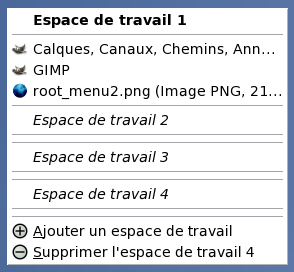 Espace de travail 1
Calques, Canaux, Chemins, Ann...
GIMP
root_menu2.png (Image PNG, 21...
Espace de travail 2
Espace de travail 3
Espace de travail 4
Ajouter un espace de travail
Supprimer l'espace de travail 4